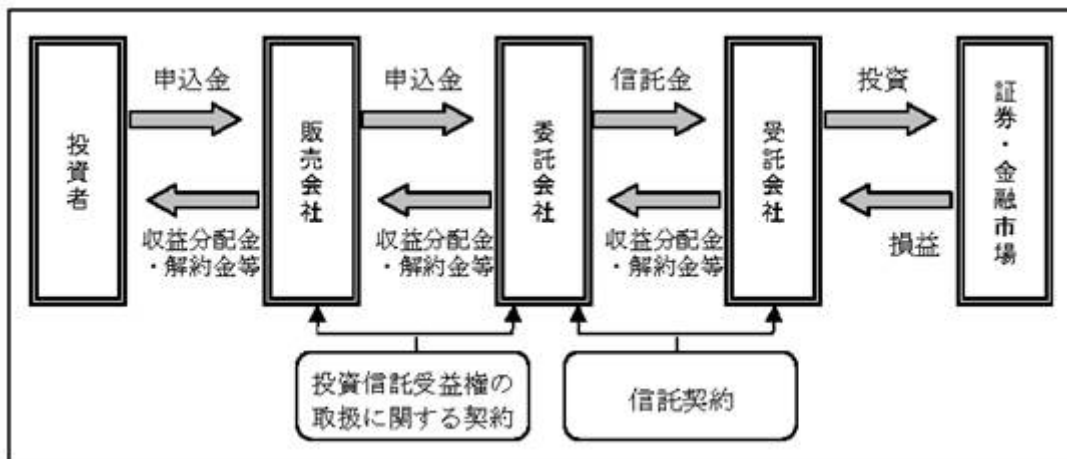 申込金
申込金
信託金
投資
投資者
販売会社
委託会社
受託会社
証券・金融市場
収益分配金
・解約金等
収益分配金
・解約金等
収益分配金
・解約金等
損益
投資信託受益権の
取扱に関する契約
信託契約